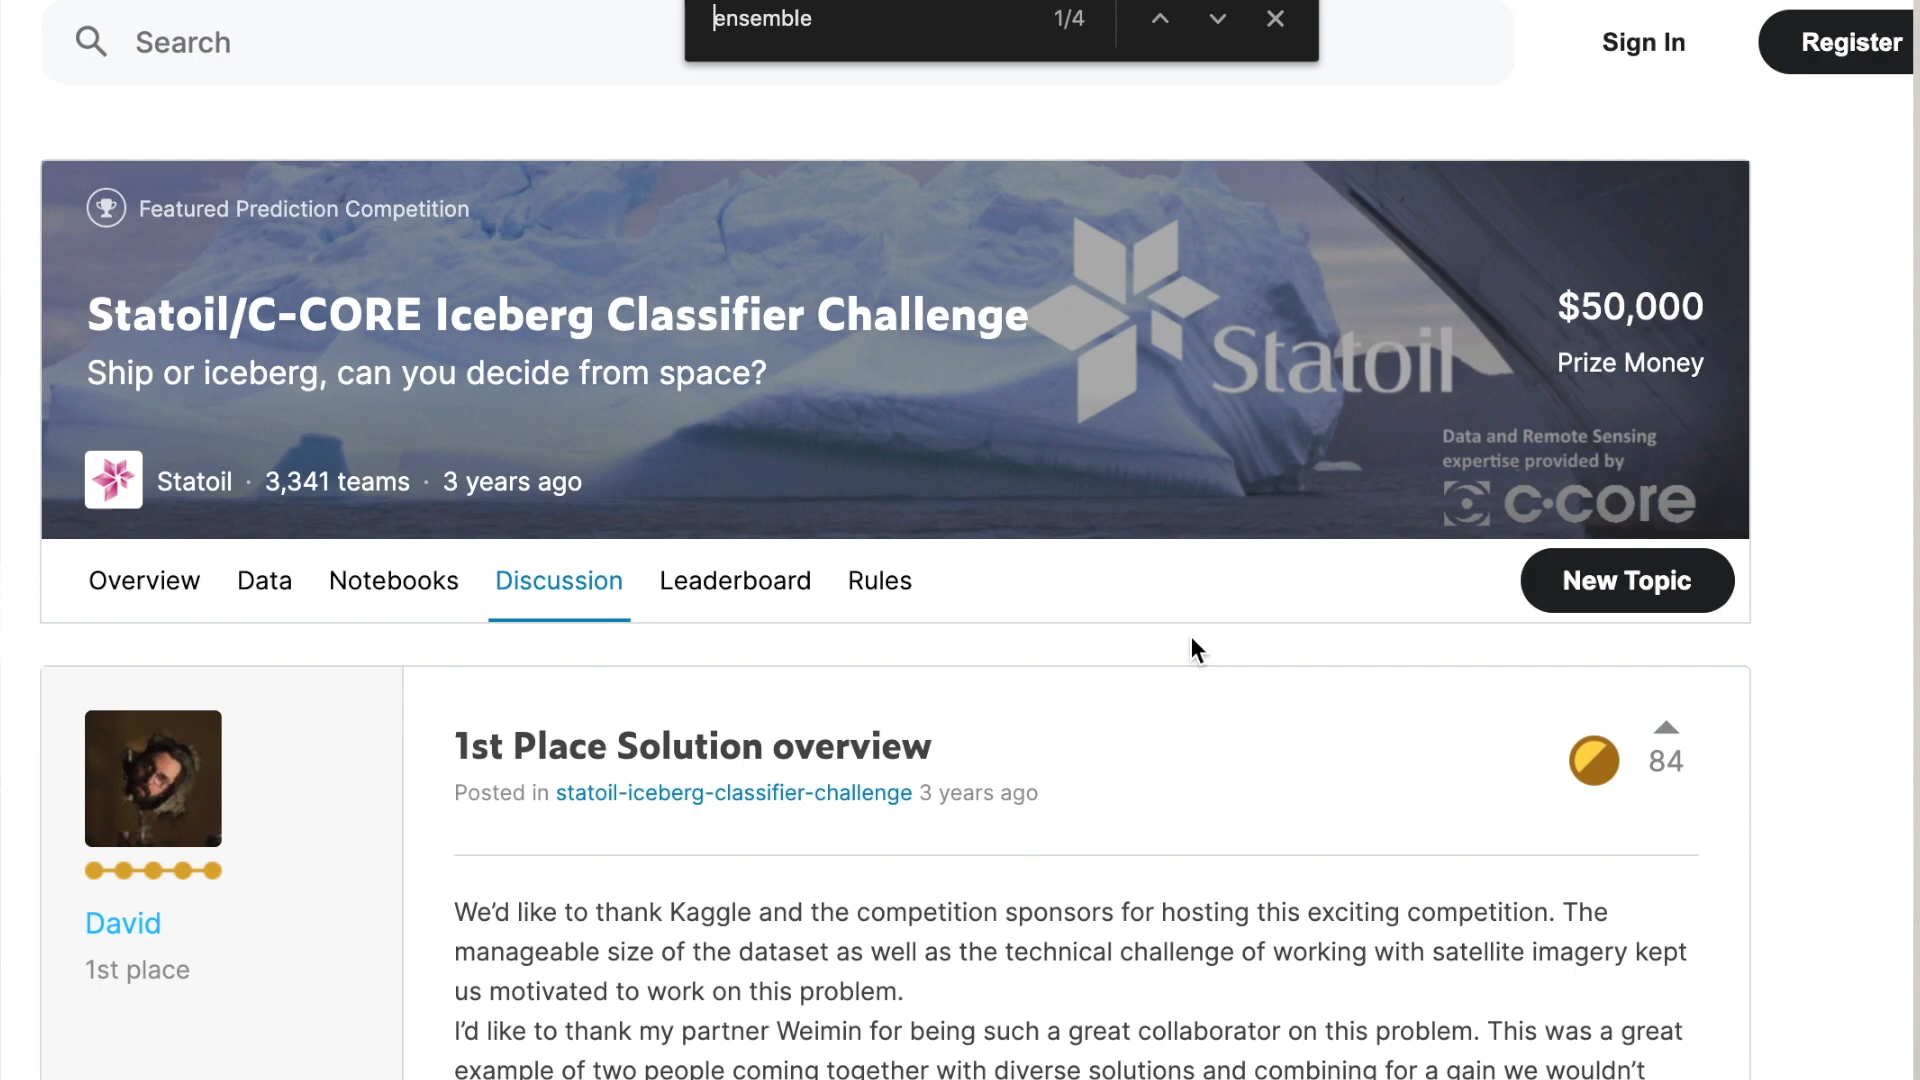 ensemble 1/4
Search
Sign In
Register
Featured Prediction Competition
Statoil/C-CORE Iceberg Classifier Challenge
Ship or iceberg, can you decide from space?
Statoil
$50,000
Prize Money
Data and Remote Sensing
expertise provided by
c·core
Statoil · 3,341 teams · 3 years ago
Overview Data Notebooks Discussion Leaderboard Rules
New Topic
1st Place Solution overview
Posted in statoil-iceberg-classifier-challenge 3 years ago
84
David
1st place
We’d like to thank Kaggle and the competition sponsors for hosting this exciting competition. The
manageable size of the dataset as well as the technical challenge of working with satellite imagery kept
us motivated to work on this problem.
I’d like to thank my partner Weimin for being such a great collaborator on this problem. This was a great
example of two people coming together with diverse solutions and combining for a gain we wouldn’t